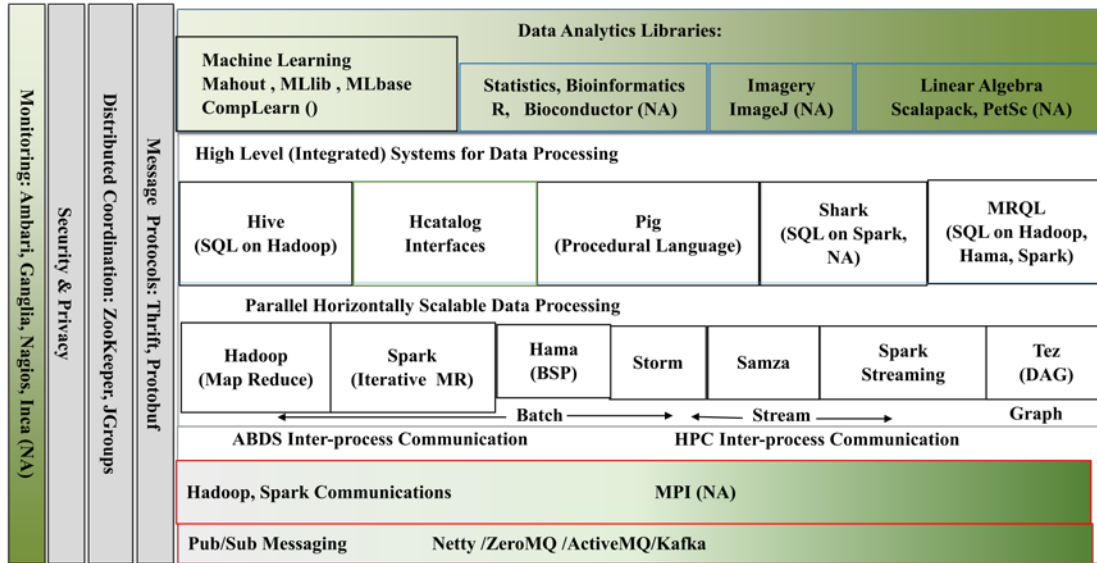 Monitoring: Ambari, Ganglia, Nagios, Inca (NA)
Security & Privacy
Distributed Coordination: ZooKeeper, JGroups
Message Protocols: Thrift, Protobuf
Data Analytics Libraries:
Machine Learning
Mahout , MLlib , MLbase
CompLearn ()
Statistics, Bioinformatics
R, Bioconductor (NA)
Imagery
ImageJ (NA)
Linear Algebra
Scalapack, PetSc (NA)
High Level (Integrated) Systems for Data Processing
Hive
(SQL on Hadoop)
Hcatalog
Interfaces
Pig
(Procedural Language)
Shark
(SQL on Spark,
NA)
MRQL
(SQL on Hadoop,
Hama, Spark)
Parallel Horizontally Scalable Data Processing
Hadoop
(Map Reduce)
Spark
(Iterative MR)
Hama
(BSP)
Storm
Samza
Spark
Streaming
Tez
(DAG)
Batch
Stream
Graph
ABDS Inter-process Communication
HPC Inter-process Communication
Hadoop, Spark Communications
MPI (NA)
Pub/Sub Messaging
Netty /ZeroMQ /ActiveMQ/Kafka